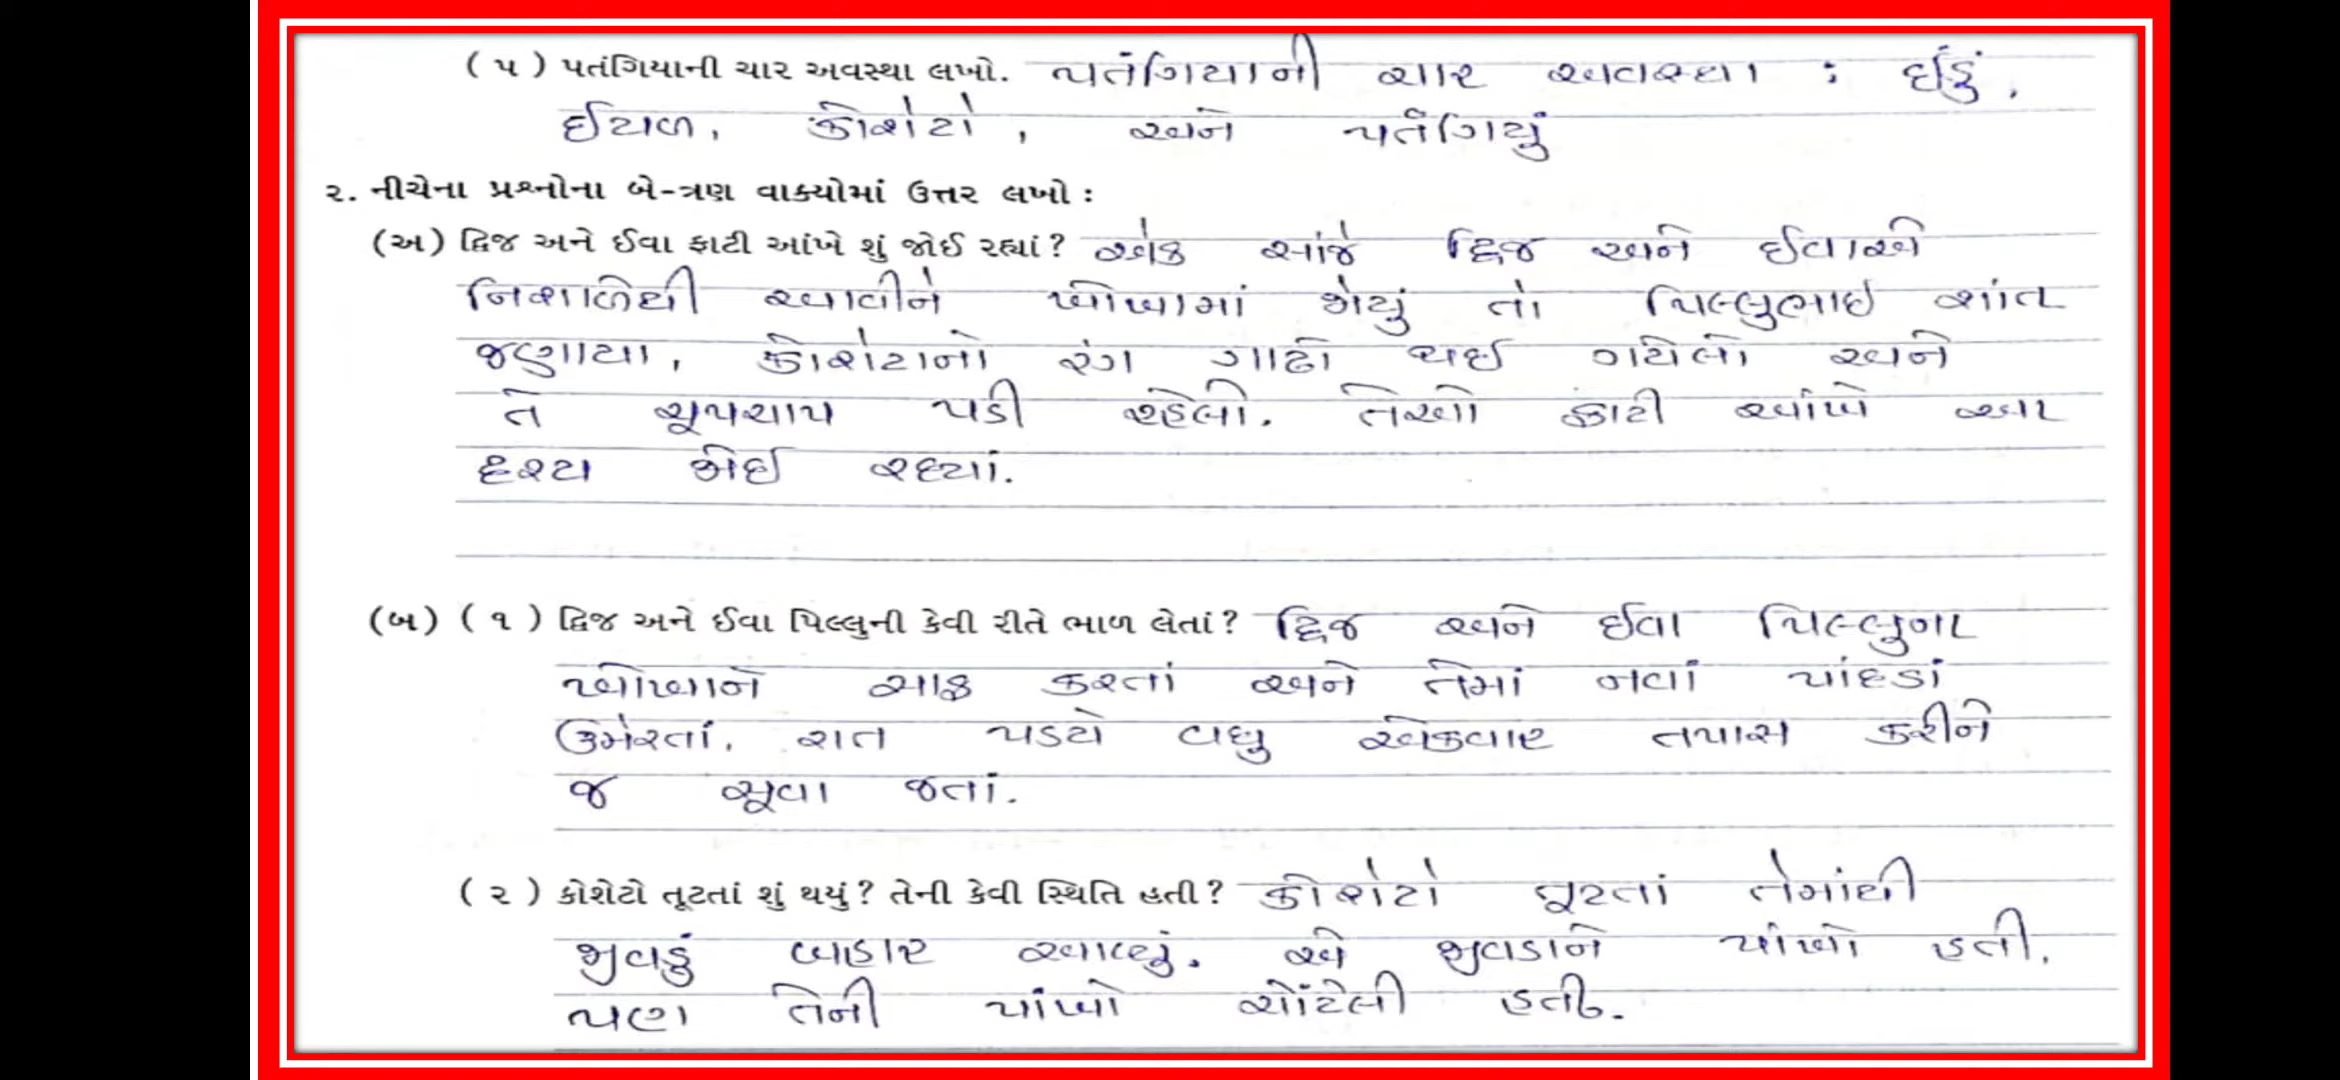 (૫) પતંગિયાની ચાર અવસ્થા લખો. પતંગિયાની ચાર અવસ્થા : ઈંડું,
ઈયળ, કોશેટો, અને પતંગિયું
૨. નીચેના પ્રશ્નોના બે-ત્રણ વાક્યોમાં ઉત્તર લખો :
(અ) દ્વિજ અને ઈવા ફાટી આંખે શું જોઈ રહ્યાં? એક સાંજે દ્વિજ અને ઈવાએ
નિશાળેથી આવીને ખોખામાં જોયું તો પિલ્લુભાઈ શાંત
જણાયા, કોશેટાનો રંગ ગાઢો થઈ ગયેલો અને
તે ચૂપચાપ પડી રહેલો. તેઓ ફાટી આંખે આ
દૃશ્ય જોઈ રહ્યાં.
(બ) (૧) દ્વિજ અને ઈવા પિલ્લુની કેવી રીતે ભાળ લેતાં? દ્વિજ અને ઈવા પિલ્લુના
ખોખાને સાફ કરતાં અને તેમાં નવાં પાંદડાં
ઉમેરતાં. રાત પડ્યે વધુ એકવાર તપાસ કરીને
જ સૂવા જતાં.
(૨) કોશેટો તૂટતાં શું થયું? તેની કેવી સ્થિતિ હતી? કોશેટો તૂટતાં તેમાંથી
જીવડું બહાર આવ્યું. એ જીવડાને પાંખો હતી.
પણ તેની પાંખો ચોંટેલી હતી.